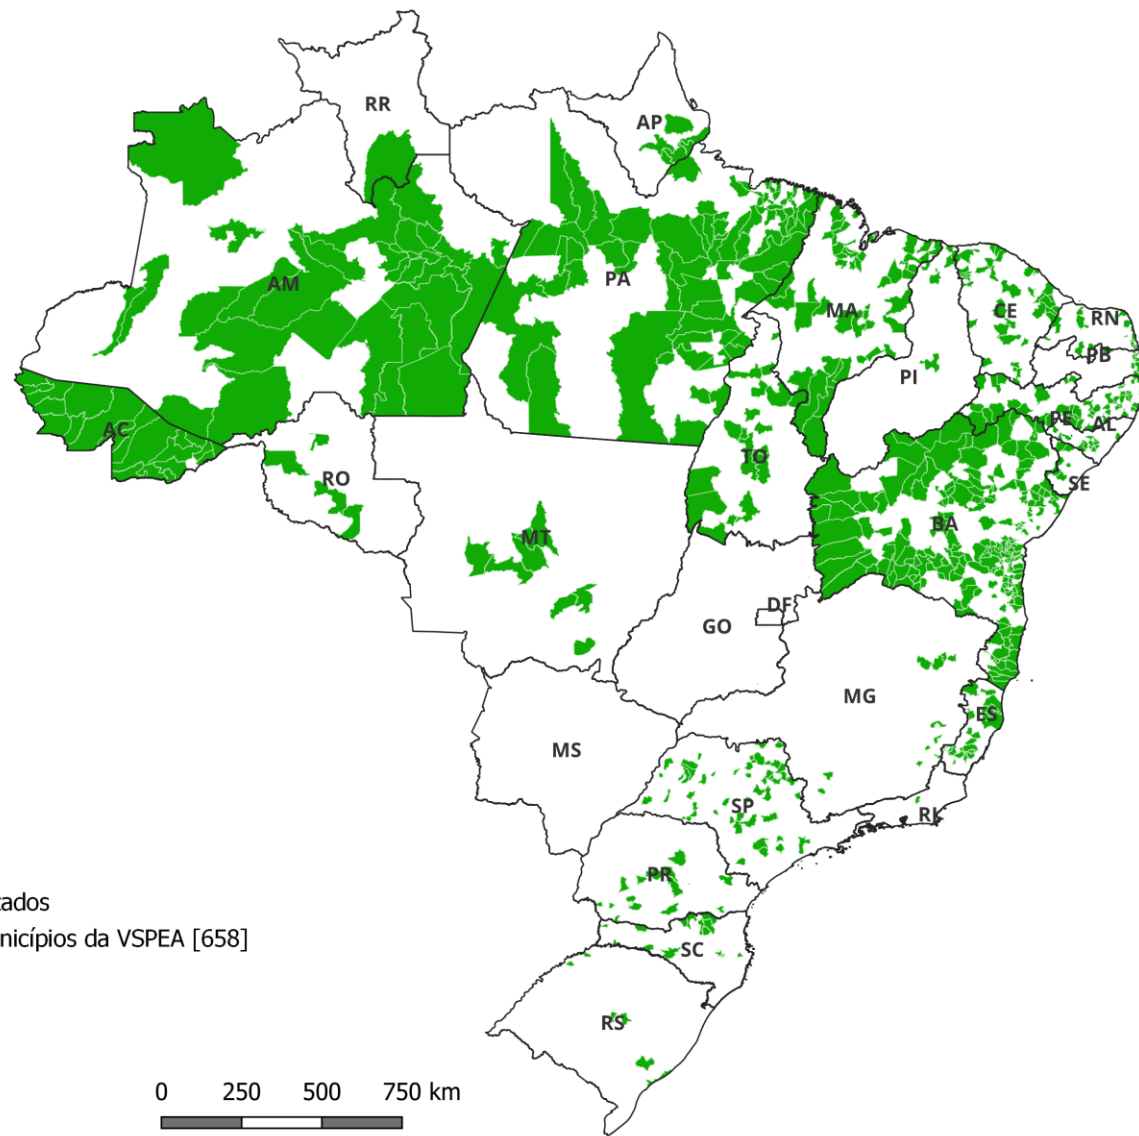 RR
AP
AM
PA
MA
CE
RN
PB
PI
PE
AL
AC
TO
SE
RO
BA
MT
DF
GO
MG
ES
MS
SP
RJ
PR
SC
RS
tados
nicípios da VSPEA [658]
0 250 500 750 km